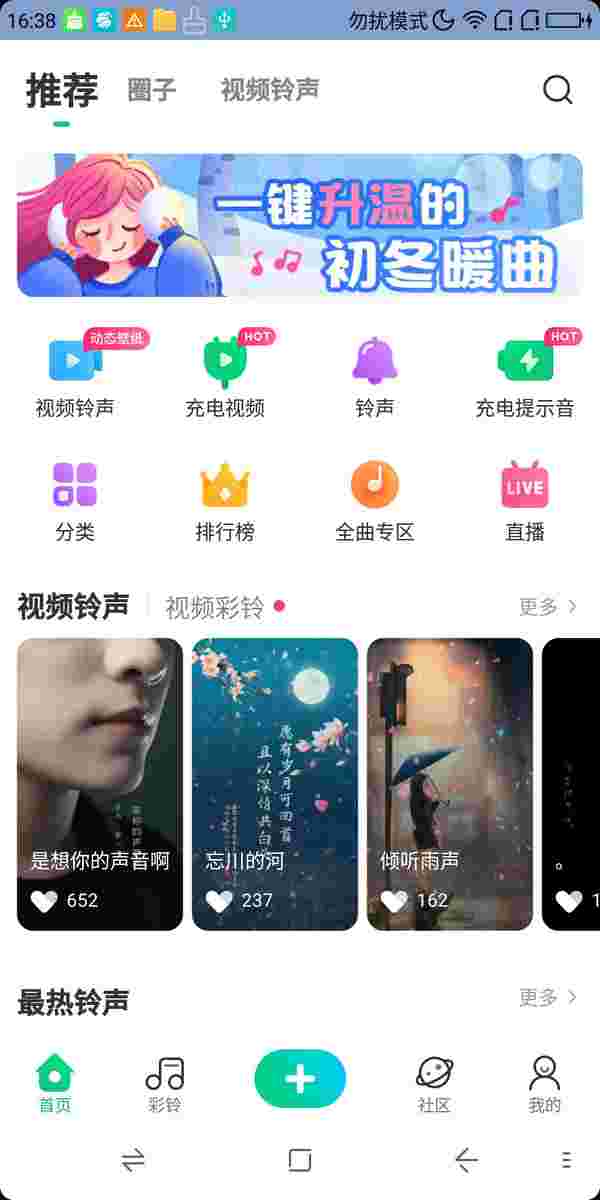 16:38
勿扰模式
推荐
圈子
视频铃声
一键升温的
初冬暖曲
动态壁纸
HOT
HOT
视频铃声
充电视频
铃声
充电提示音
LIVE
分类
排行榜
全曲专区
直播
视频铃声
视频彩铃
更多
愿有岁月可回首
且以深情共白
是想你的声音啊
忘川的河
倾听雨声
652
237
162
1
最热铃声
更多
首页
彩铃
社区
我的